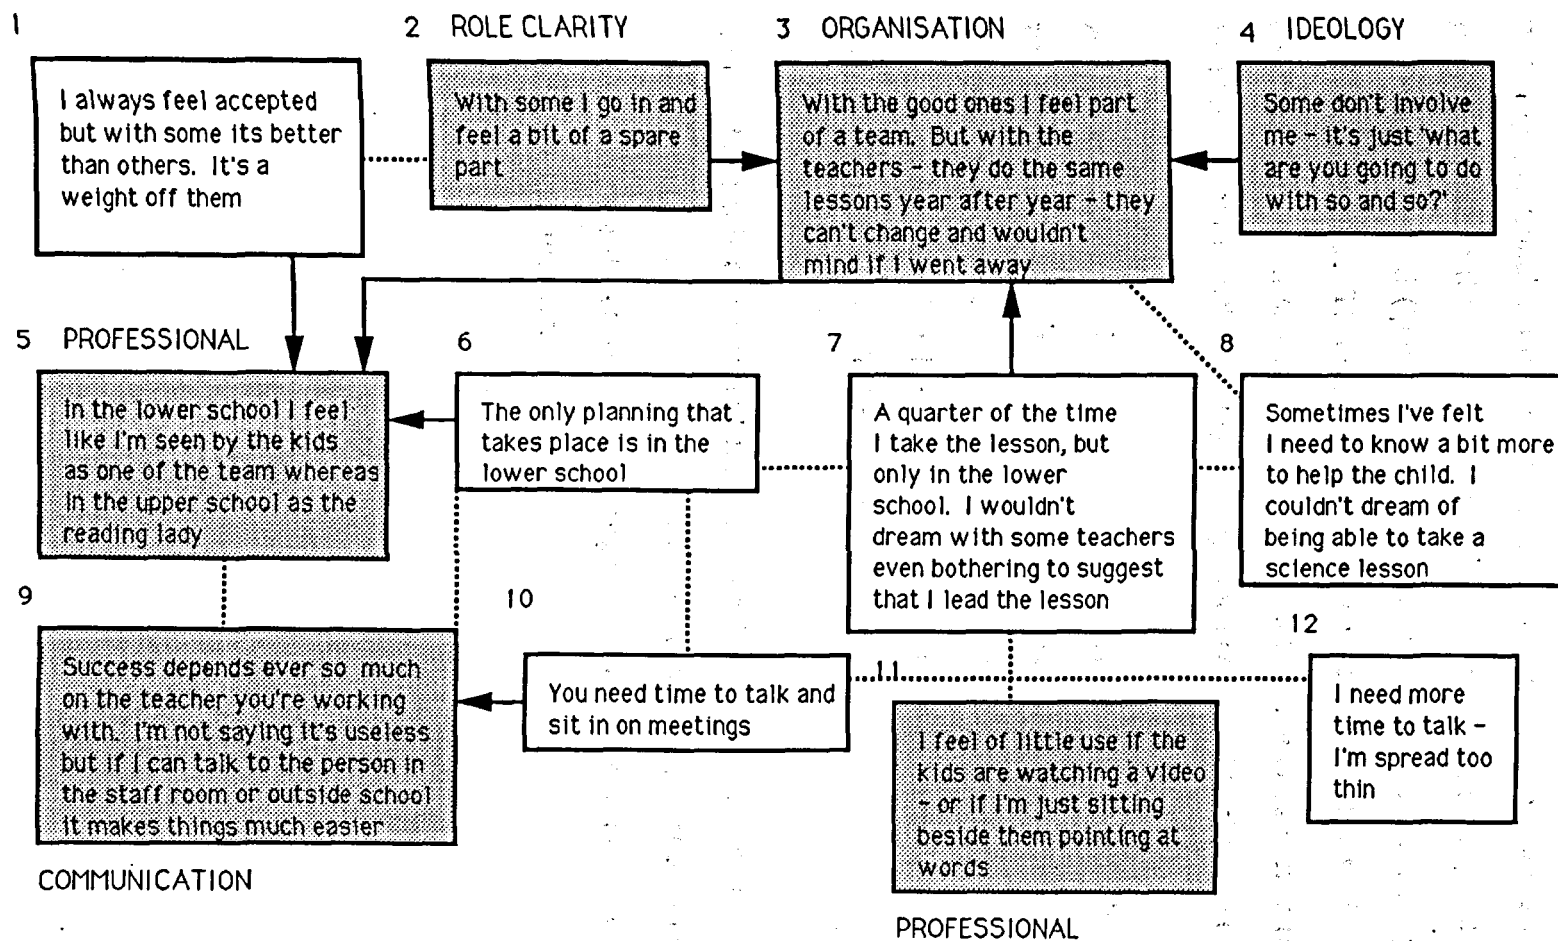 1
2 ROLE CLARITY
3 ORGANISATION
4 IDEOLOGY
I always feel accepted
but with some its better
than others. It's a
weight off them
With some I go in and
feel a bit of a spare
part
With the good ones I feel part
of a team. But with the
teachers - they do the same
lessons year after year - they
can't change and wouldn't
mind if I went away
Some don't involve
me - it's just 'what
are you going to do
with so and so?'
5 PROFESSIONAL
6
7
8
In the lower school I feel
like I'm seen by the kids
as one of the team whereas
in the upper school as the
reading lady
The only planning that
takes place is in the
lower school
A quarter of the time
I take the lesson, but
only in the lower
school. I wouldn't
dream with some teachers
even bothering to suggest
that I lead the lesson
Sometimes I've felt
I need to know a bit more
to help the child. I
couldn't dream of
being able to take a
science lesson
9
10
11
12
Success depends ever so much
on the teacher you're working
with. I'm not saying it's useless
but if I can talk to the person in
the staff room or outside school
it makes things much easier
COMMUNICATION
You need time to talk and
sit in on meetings
I feel of little use if the
kids are watching a video
- or if I'm just sitting
beside them pointing at
words
PROFESSIONAL
I need more
time to talk -
I'm spread too
thin